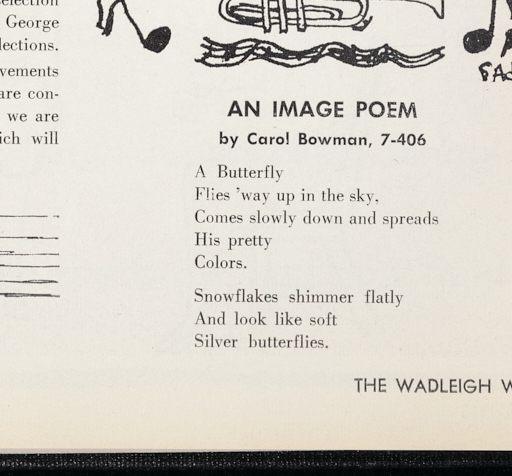 George
lections.
vements
are con-
we are
ich will
AN IMAGE POEM
by Carol Bowman, 7-406
A Butterfly
Flies 'way up in the sky,
Comes slowly down and spreads
His pretty
Colors.
Snowflakes shimmer flatly
And look like soft
Silver butterflies.
THE WADLEIGH W